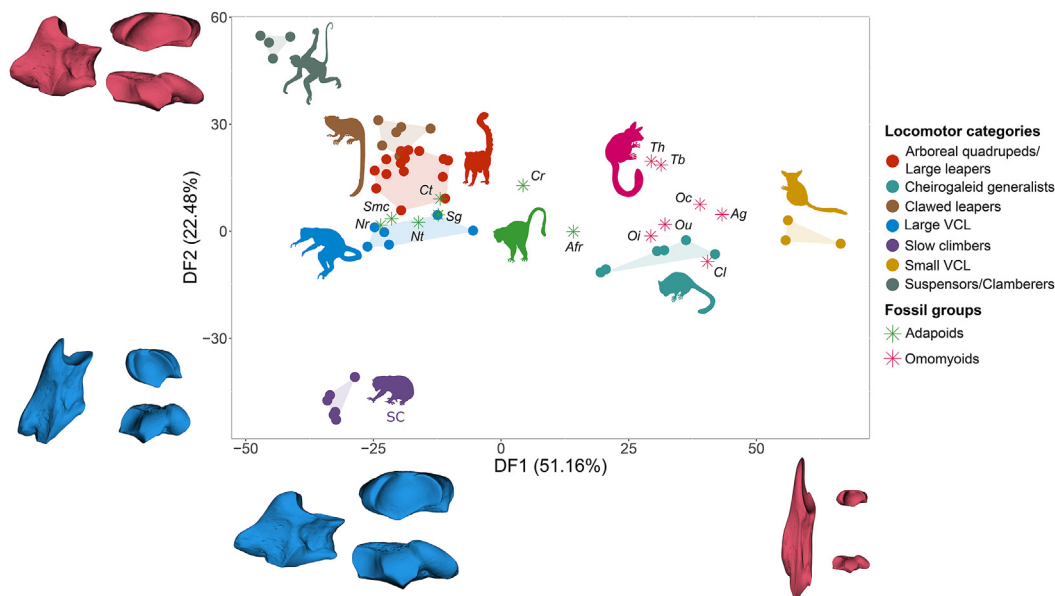 60
30
0
−30
DF2 (22.48%)
Th
Tb
Cr
Ct
Oc
Smc
Sg
Ag
Nr
Nt
Ou
Oi
Afr
Cl
SC
−50
−25
0
25
50
DF1 (51.16%)
Locomotor categories
Arboreal quadrupeds/
Large leapers
Cheirogaleid generalists
Clawed leapers
Large VCL
Slow climbers
Small VCL
Suspensors/Clamberers
Fossil groups
Adapoids
Omomyoids